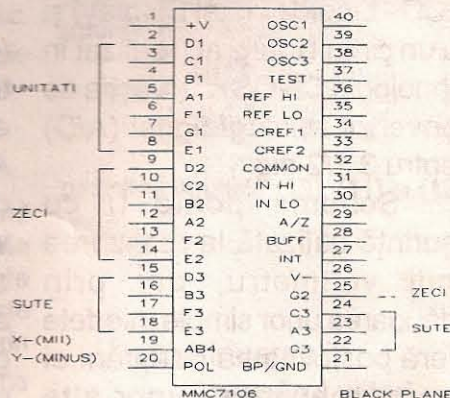 1 +V OSC1 40
2 D1 OSC2 39
3 C1 OSC3 38
4 B1 TEST 37
UNITATI 5 A1 REF HI 36
6 F1 REF LO 35
7 G1 CREF1 34
8 E1 CREF2 33
9 D2 COMMON 32
10 C2 IN HI 31
11 B2 IN LO 30
ZECI 12 A2 A/Z 29
13 F2 BUFF 28
14 E2 INT 27
15 D3 V- 26
16 B3 G2 25 ZECI
SUTE 17 F3 C3 24
18 E3 A3 23 SUTE
X-(MII) 19 AB4 G3 22
Y-(MINUS) 20 POL BP/GND 21
MMC7106 BLACK PLANE